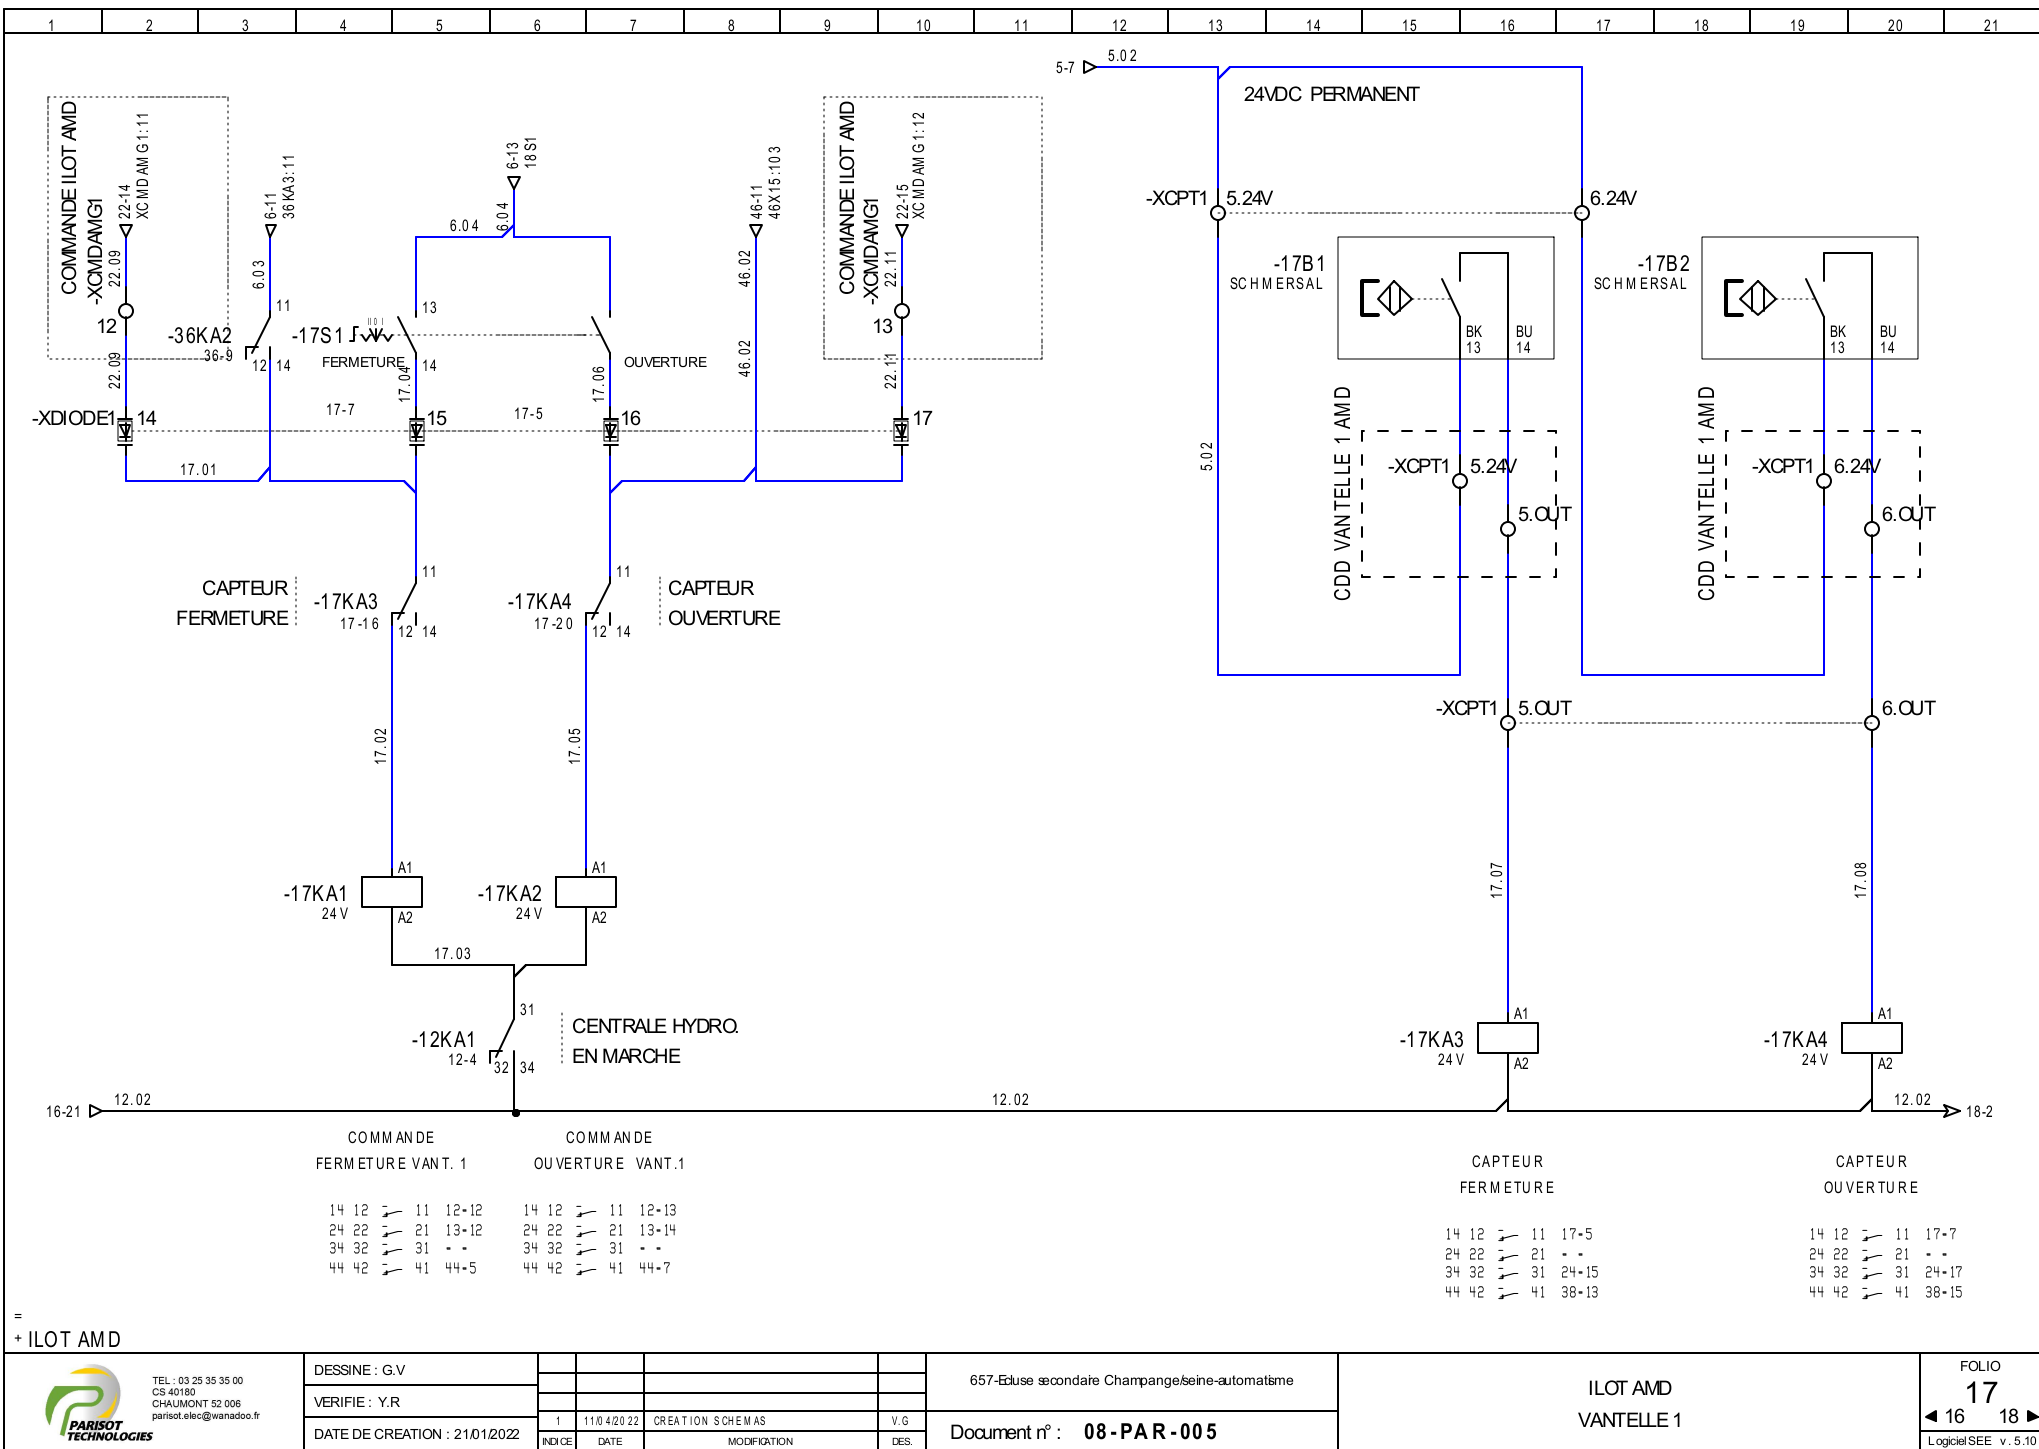 1 2 3 4 5 6 7 8 9 10 11 12 13 14 15 16 17 18 19 20 21
5-7 5.02
24VDC PERMANENT
COMMANDE ILOT AMD
-XCMDAMG1
22-14
XCMDAMG1:11
22.09
12
22.09
6-11
36KA3:11
6.03
-36KA2
36-9
11
12 14
6-13
18S1
6.04
6.04
-17S1
II 0 I
FERMETURE
13
14
17.04
OUVERTURE
17.06
46-11
46X15:103
46.02
46.02
COMMANDE ILOT AMD
-XCMDAMG1
22-15
XCMDAMG1:12
22.11
13
22.11
-XDIODE1 14 17-7 15 17-5 16 17
17.01
CAPTEUR
FERMETURE
-17KA3
17-16
11
12 14
-17KA4
17-20
11
12 14
CAPTEUR
OUVERTURE
17.02
17.05
-17KA1
24V
A1
A2
-17KA2
24V
A1
A2
17.03
-12KA1
12-4
31
32 34
CENTRALE HYDRO.
EN MARCHE
16-21 12.02 12.02 12.02 18-2
-XCPT1 5.24V 6.24V
-17B1
SCHMERSAL
BK BU
13 14
-17B2
SCHMERSAL
BK BU
13 14
5.02
CDD VANTELLE 1 AMD
-XCPT1 5.24V
5.OUT
CDD VANTELLE 1 AMD
-XCPT1 6.24V
6.OUT
-XCPT1 5.OUT 6.OUT
17.07
17.08
-17KA3
24V
A1
A2
-17KA4
24V
A1
A2
COMMANDE
FERMETURE VANT. 1
14 12 11 12-12
24 22 21 13-12
34 32 31 - -
44 42 41 44-5
COMMANDE
OUVERTURE VANT.1
14 12 11 12-13
24 22 21 13-14
34 32 31 - -
44 42 41 44-7
CAPTEUR
FERMETURE
14 12 11 17-5
24 22 21 - -
34 32 31 24-15
44 42 41 38-13
CAPTEUR
OUVERTURE
14 12 11 17-7
24 22 21 - -
34 32 31 24-17
44 42 41 38-15
=
+ ILOT AMD
PARISOT
TECHNOLOGIES
TEL : 03 25 35 35 00
CS 40180
CHAUMONT 52 006
parisot.elec@wanadoo.fr
DESSINE : G.V
VERIFIE : Y.R
DATE DE CREATION : 21/01/2022
1 11/04/2022 CREATION SCHEMAS V.G
INDICE DATE MODIFICATION DES.
657-Ecluse secondaire Champange/seine-automatisme
Document n° : 08-PAR-005
ILOT AMD
VANTELLE 1
FOLIO
17
16 18
Logiciel SEE v.5.10